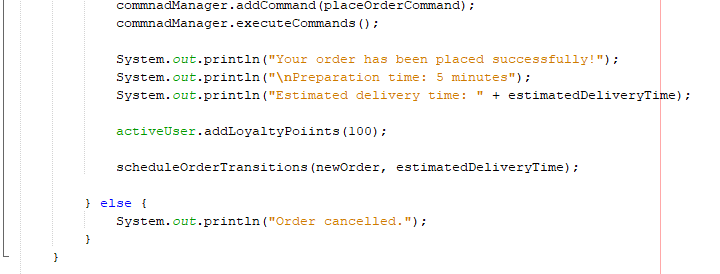 commnadManager.addCommand(placeOrderCommand);
commnadManager.executeCommands();
System.out.println("Your order has been placed successfully!");
System.out.println("\nPreparation time: 5 minutes");
System.out.println("Estimated delivery time: " + estimatedDeliveryTime);
activeUser.addLoyaltyPoiints(100);
scheduleOrderTransitions(newOrder, estimatedDeliveryTime);
} else {
System.out.println("Order cancelled.");
}
}